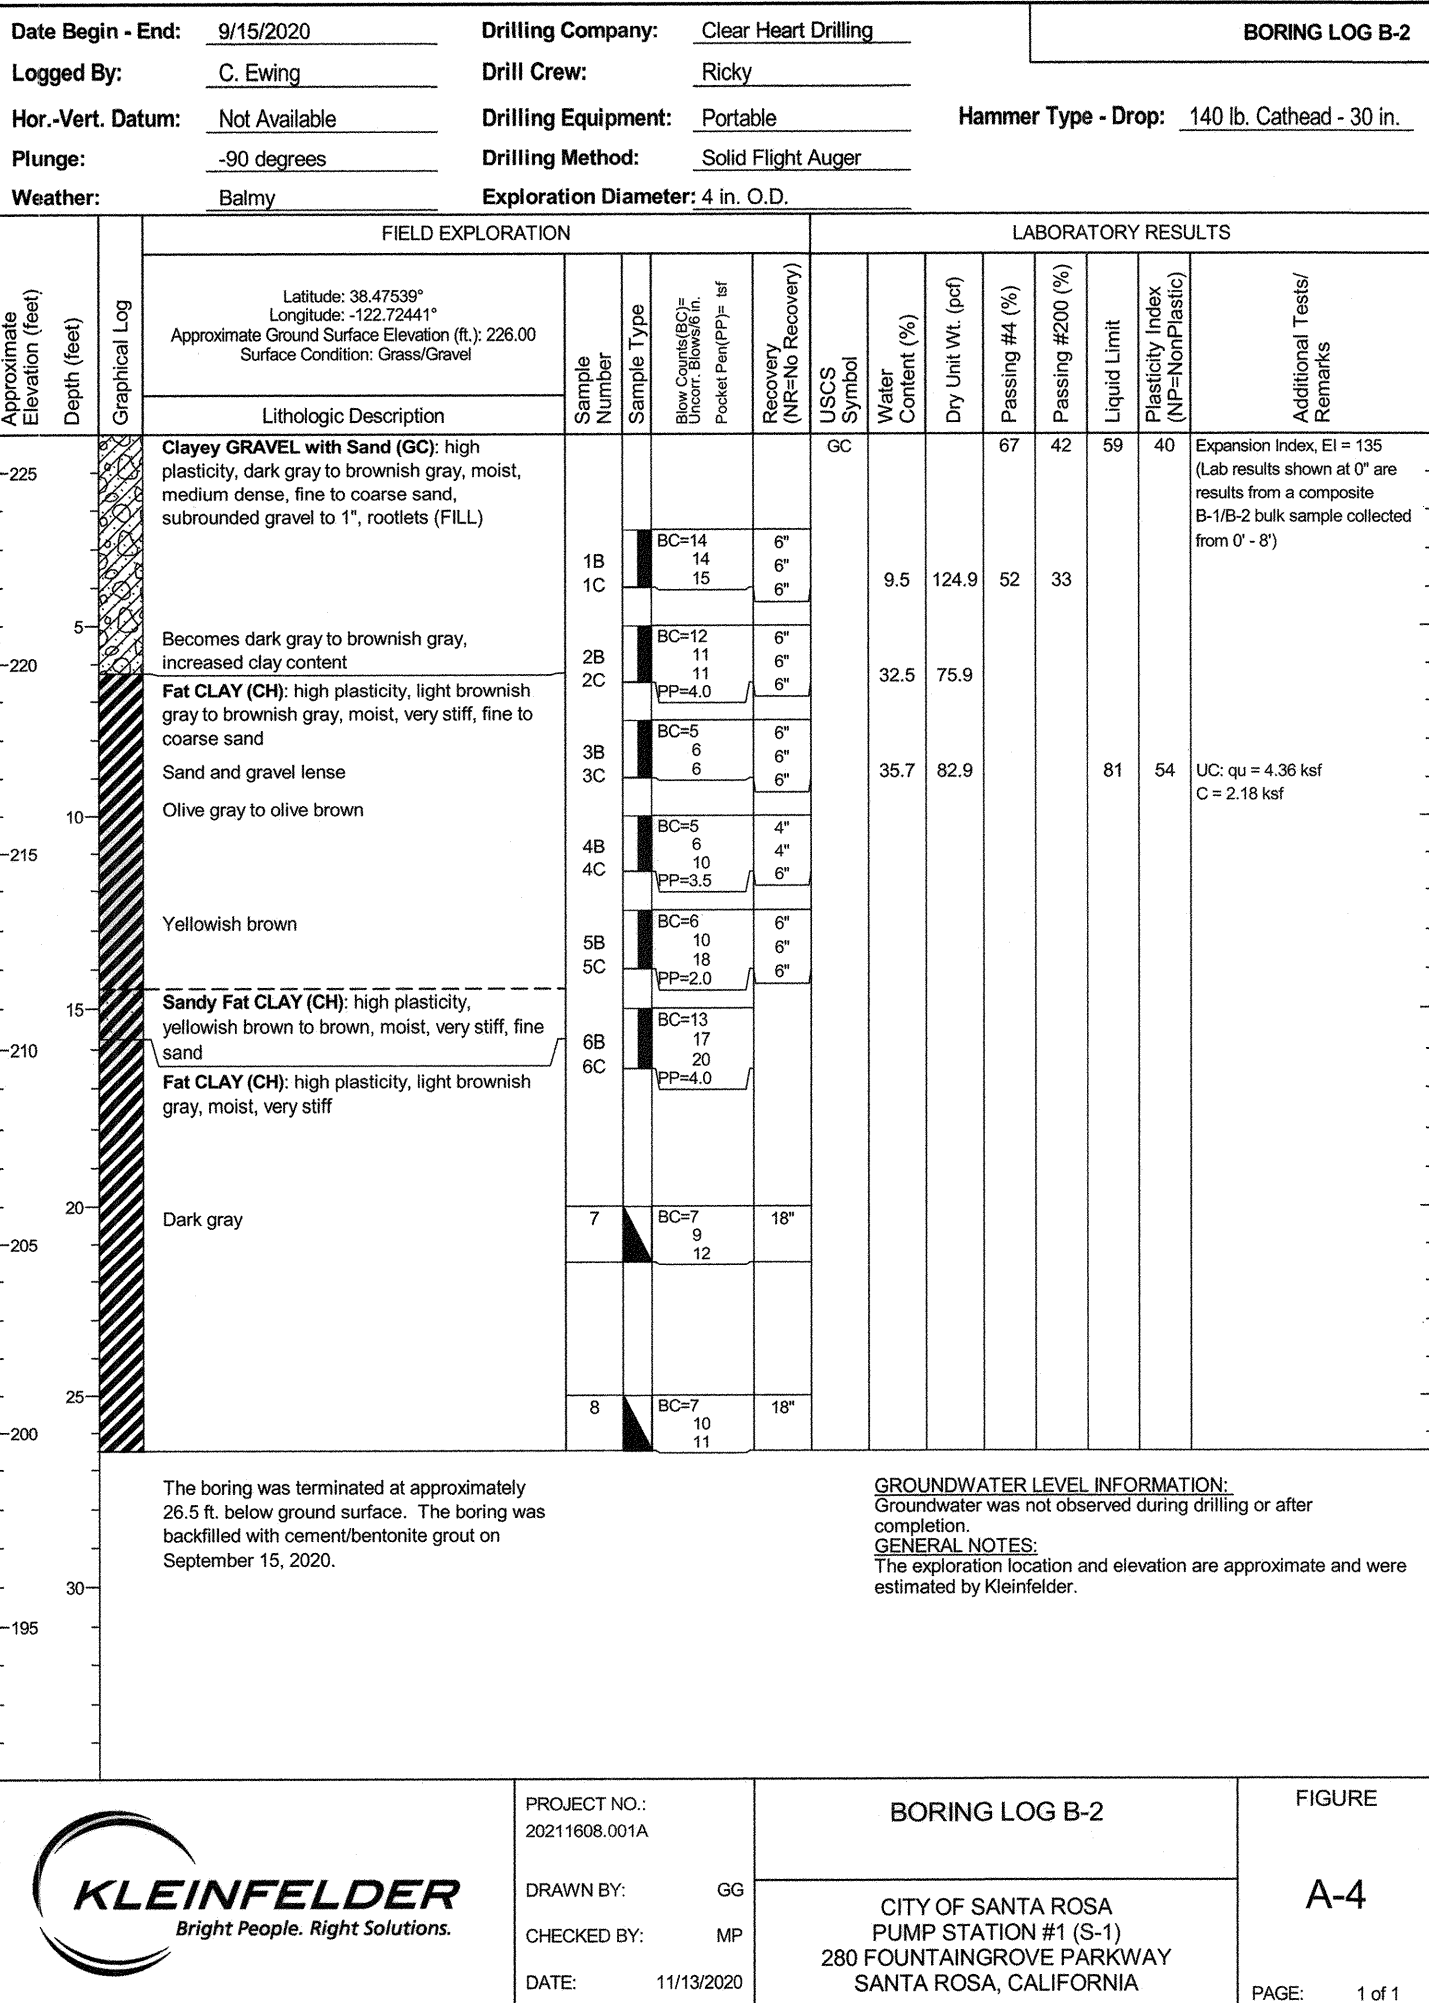 Date Begin - End: 9/15/2020 Drilling Company: Clear Heart Drilling BORING LOG B-2
Logged By: C. Ewing Drill Crew: Ricky
Hor.-Vert. Datum: Not Available Drilling Equipment: Portable Hammer Type - Drop: 140 lb. Cathead - 30 in.
Plunge: -90 degrees Drilling Method: Solid Flight Auger
Weather: Balmy Exploration Diameter: 4 in. O.D.
FIELD EXPLORATION LABORATORY RESULTS
Approximate
Elevation (feet)
Depth (feet)
Graphical Log
Latitude: 38.47539°
Longitude: -122.72441°
Approximate Ground Surface Elevation (ft.): 226.00
Surface Condition: Grass/Gravel
Lithologic Description
Sample
Number
Sample Type
Blow Counts(BC)=
Uncorr. Blows/6 in.
Pocket Pen(PP)= tsf
Recovery
(NR=No Recovery)
USCS
Symbol
Water
Content (%)
Dry Unit Wt. (pcf)
Passing #4 (%)
Passing #200 (%)
Liquid Limit
Plasticity Index
(NP=NonPlastic)
Additional Tests/
Remarks
Clayey GRAVEL with Sand (GC): high GC 67 42 59 40 Expansion Index, EI = 135
225 plasticity, dark gray to brownish gray, moist, (Lab results shown at 0" are
medium dense, fine to coarse sand, results from a composite
subrounded gravel to 1", rootlets (FILL) B-1/B-2 bulk sample collected
BC=14 6" from 0' - 8')
1B 14 6"
1C 15 6" 9.5 124.9 52 33
5 Becomes dark gray to brownish gray, BC=12 6"
220 increased clay content 2B 11 6"
2C 11 6" 32.5 75.9
Fat CLAY (CH): high plasticity, light brownish PP=4.0
gray to brownish gray, moist, very stiff, fine to BC=5 6"
coarse sand 3B 6 6"
Sand and gravel lense 3C 6 6" 35.7 82.9 81 54 UC: qu = 4.36 ksf
C = 2.18 ksf
10 Olive gray to olive brown BC=5 4"
215 4B 6 4"
4C 10 6"
PP=3.5
Yellowish brown BC=6 6"
5B 10 6"
5C 18 6"
PP=2.0
15 Sandy Fat CLAY (CH): high plasticity, BC=13
yellowish brown to brown, moist, very stiff, fine 6B 17
210 sand 6C 20
Fat CLAY (CH): high plasticity, light brownish PP=4.0
gray, moist, very stiff
20 Dark gray 7 BC=7 18"
205 9
12
25 8 BC=7 18"
200 10
11
The boring was terminated at approximately
26.5 ft. below ground surface. The boring was
backfilled with cement/bentonite grout on
September 15, 2020.
GROUNDWATER LEVEL INFORMATION:
Groundwater was not observed during drilling or after
completion.
GENERAL NOTES:
The exploration location and elevation are approximate and were
estimated by Kleinfelder.
30
195
KLEINFELDER
Bright People. Right Solutions.
PROJECT NO.:
20211608.001A
DRAWN BY: GG
CHECKED BY: MP
DATE: 11/13/2020
BORING LOG B-2
CITY OF SANTA ROSA
PUMP STATION #1 (S-1)
280 FOUNTAINGROVE PARKWAY
SANTA ROSA, CALIFORNIA
FIGURE
A-4
PAGE: 1 of 1